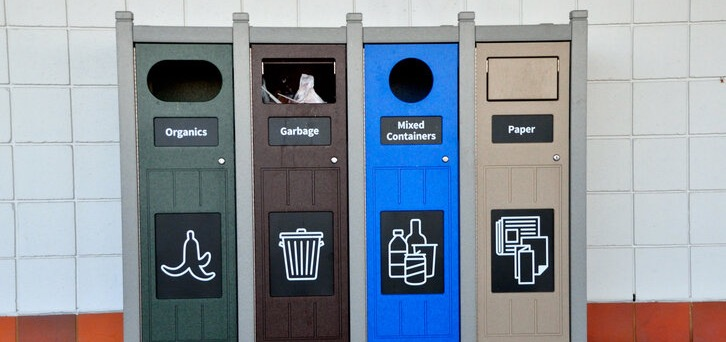 Organics
Garbage
Mixed
Containers
Paper